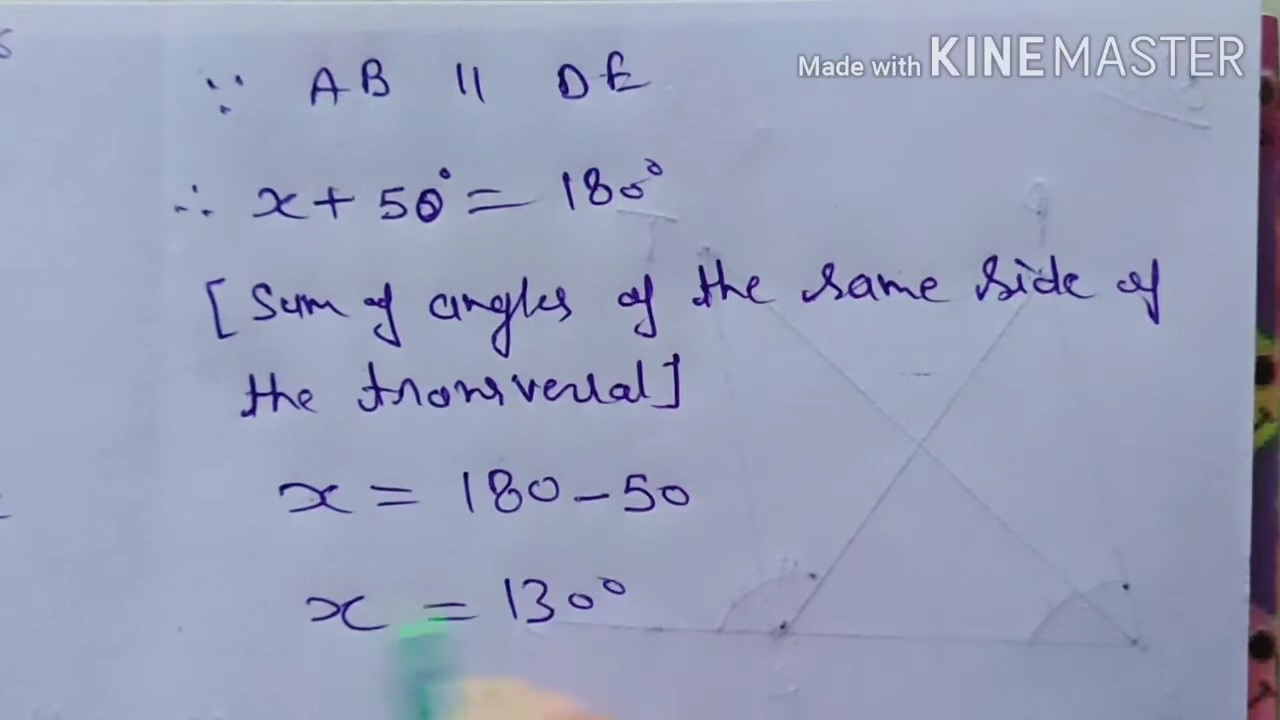 Made with KINEMASTER
∵ AB || DE
∴ x + 50° = 180°
[Sum of angles of the same side of
the transversal]
x = 180 - 50
x = 130°